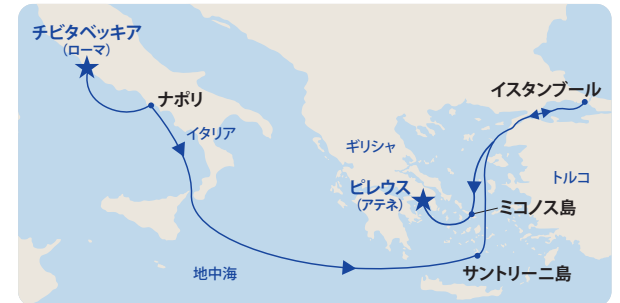 チビタベッキア
(ローマ)
ナポリ
イタリア
イスタンブール
ギリシャ
トルコ
ピレウス
(アテネ)
ミコノス島
地中海
サントリーニ島